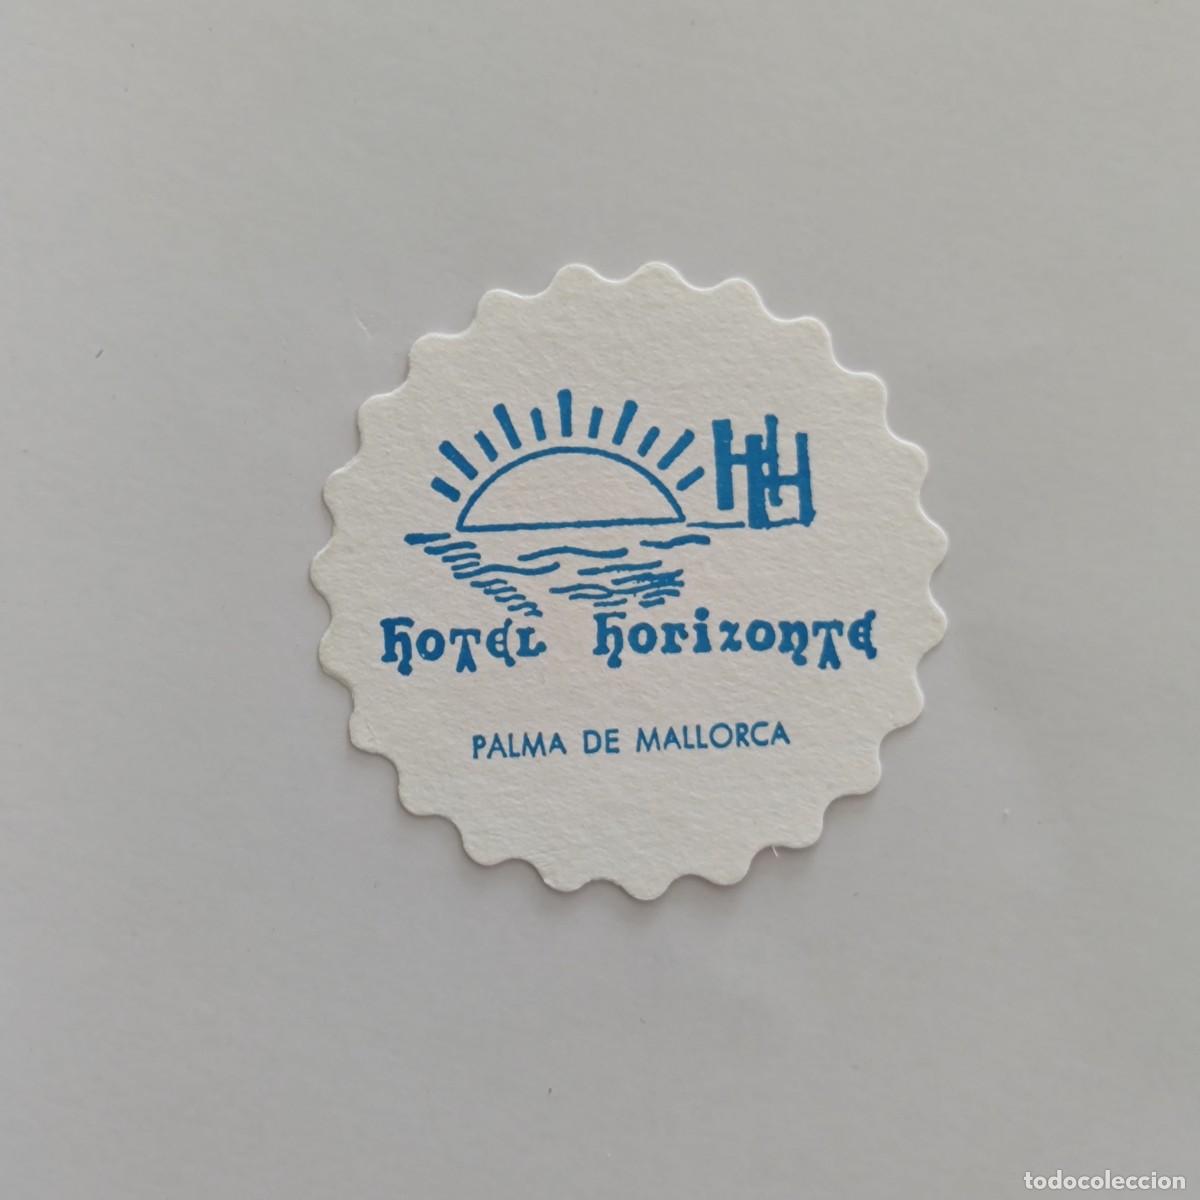 HH
hotel horizonte
PALMA DE MALLORCA
todocoleccion